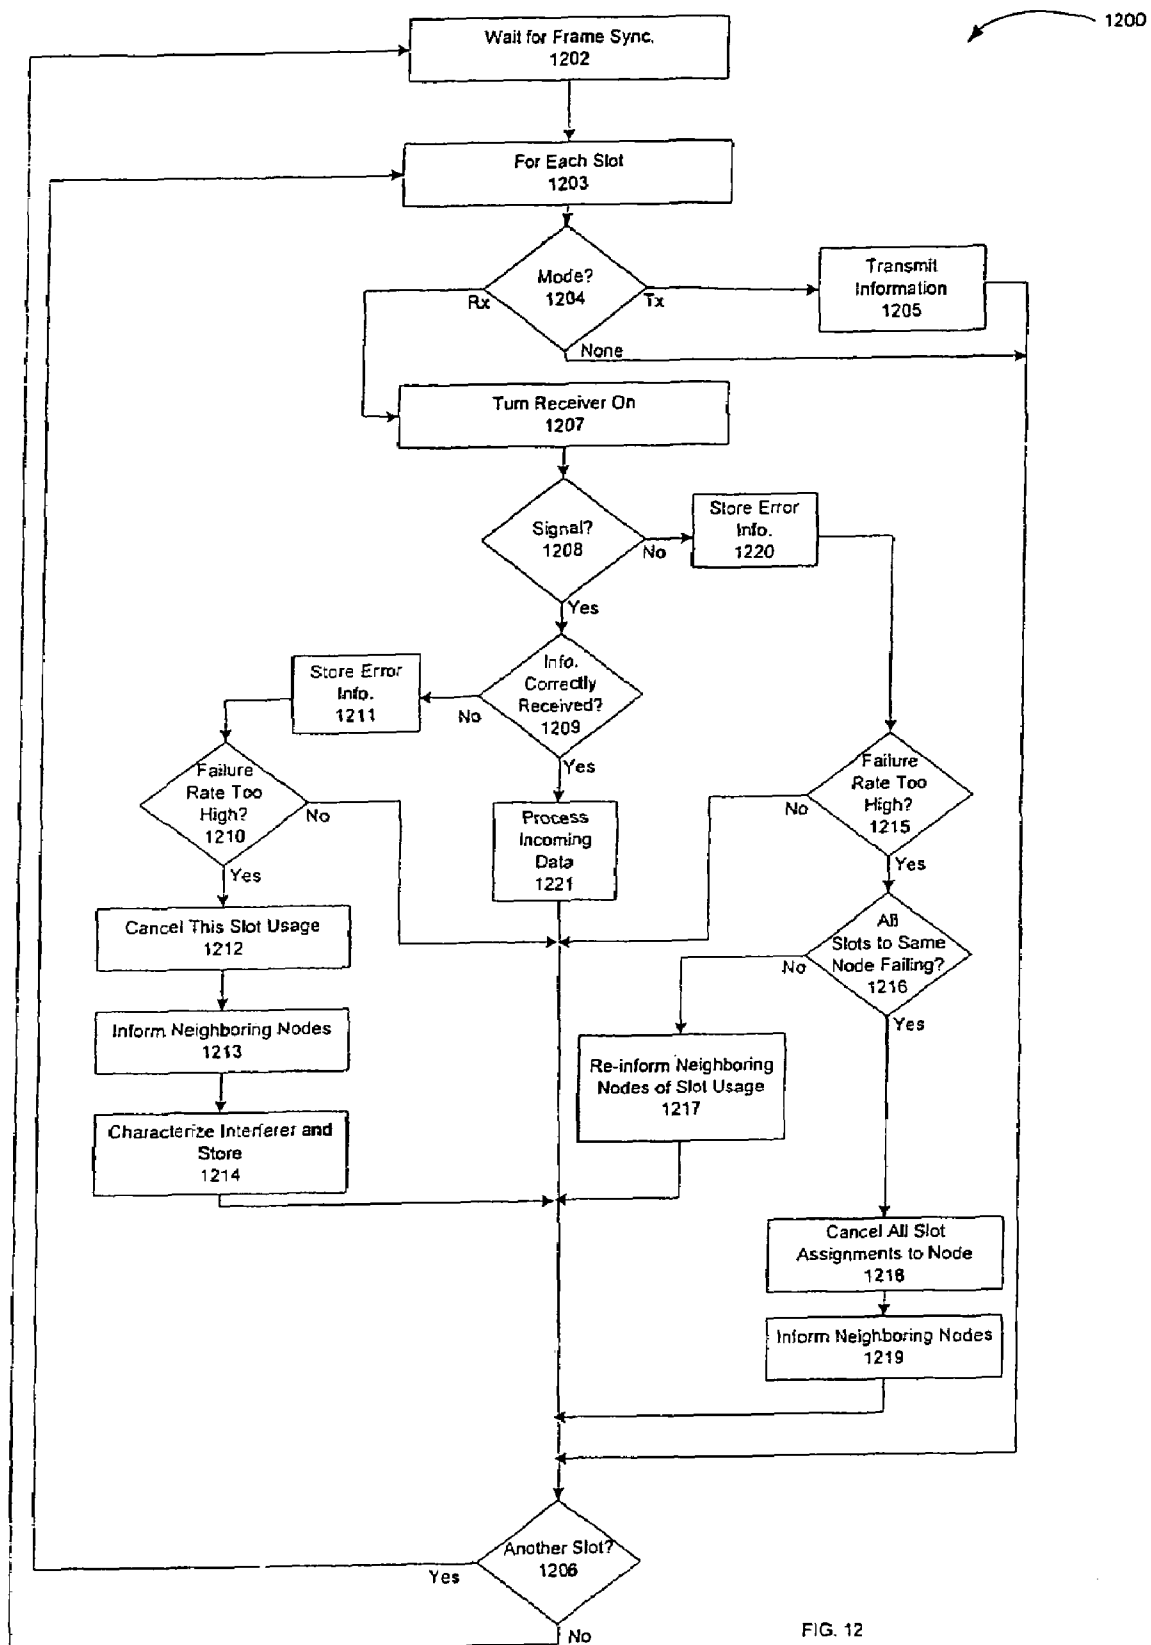 1200
Wait for Frame Sync.
1202
For Each Slot
1203
Mode?
1204
Rx
Tx
None
Transmit
Information
1205
Turn Receiver On
1207
Signal?
1208
No
Yes
Store Error
Info.
1220
Info.
Correctly
Received?
1209
No
Yes
Store Error
Info.
1211
Failure
Rate Too
High?
1210
No
Yes
Process
Incoming
Data
1221
Failure
Rate Too
High?
1215
No
Yes
Cancel This Slot Usage
1212
All
Slots to Same
Node Failing?
1216
No
Yes
Inform Neighboring Nodes
1213
Re-inform Neighboring
Nodes of Slot Usage
1217
Characterize Interferer and
Store
1214
Cancel All Slot
Assignments to Node
1218
Inform Neighboring Nodes
1219
Another Slot?
1206
Yes
No
FIG. 12